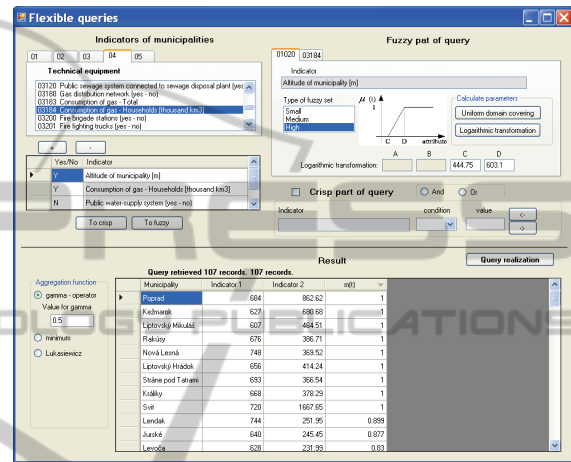 Flexible queries
Indicators of municipalities
01 02 03 04 05
Technical equipment
03120 Public sewage system connected to sewage disposal plant (yes
03180 Gas distribution network (yes - no)
03183 Consumption of gas - Total
03184 Consumption of gas - Households [thousand km3]
03200 Fire brigade stations (yes - no)
03201 Fire fighting trucks (yes - no)
+ -
Yes/No Indicator
Y Altitude of municipality [m]
Y Consumption of gas - Households [thousand km3]
N Public water-supply system (yes - no)
To crisp To fuzzy
Fuzzy pat of query
01020 03184
Indicator
Altitude of municipality [m]
Type of fuzzy set
Small
Medium
High
μ (t)
1
C D attribute
Calculate parameters
Uniform domain covering
Logarithmic transformation
A B C D
Logarithmic transformation: 444.75 603.1
Crisp part of query And Or
Indicator condition value
<-
->
Result
Query realization
Query retrieved 107 records. 107 records.
Aggregation function
gamma - operator
Value for gamma
0.5
minimum
Lukasiewicz
Municipality Indicator 1 Indicator 2 m(t)
Poprad 684 862.62 1
Kežmarok 627 680.68 1
Liptovský Mikuláš 607 464.51 1
Rakúsy 676 386.71 1
Nová Lesná 748 369.52 1
Liptovský Hrádok 656 414.24 1
Stráne pod Tatrami 693 366.54 1
Králiky 668 378.29 1
Svit 720 1667.65 1
Lendak 744 251.95 0.899
Jurské 640 245.45 0.877
Levoča 628 231.99 0.83